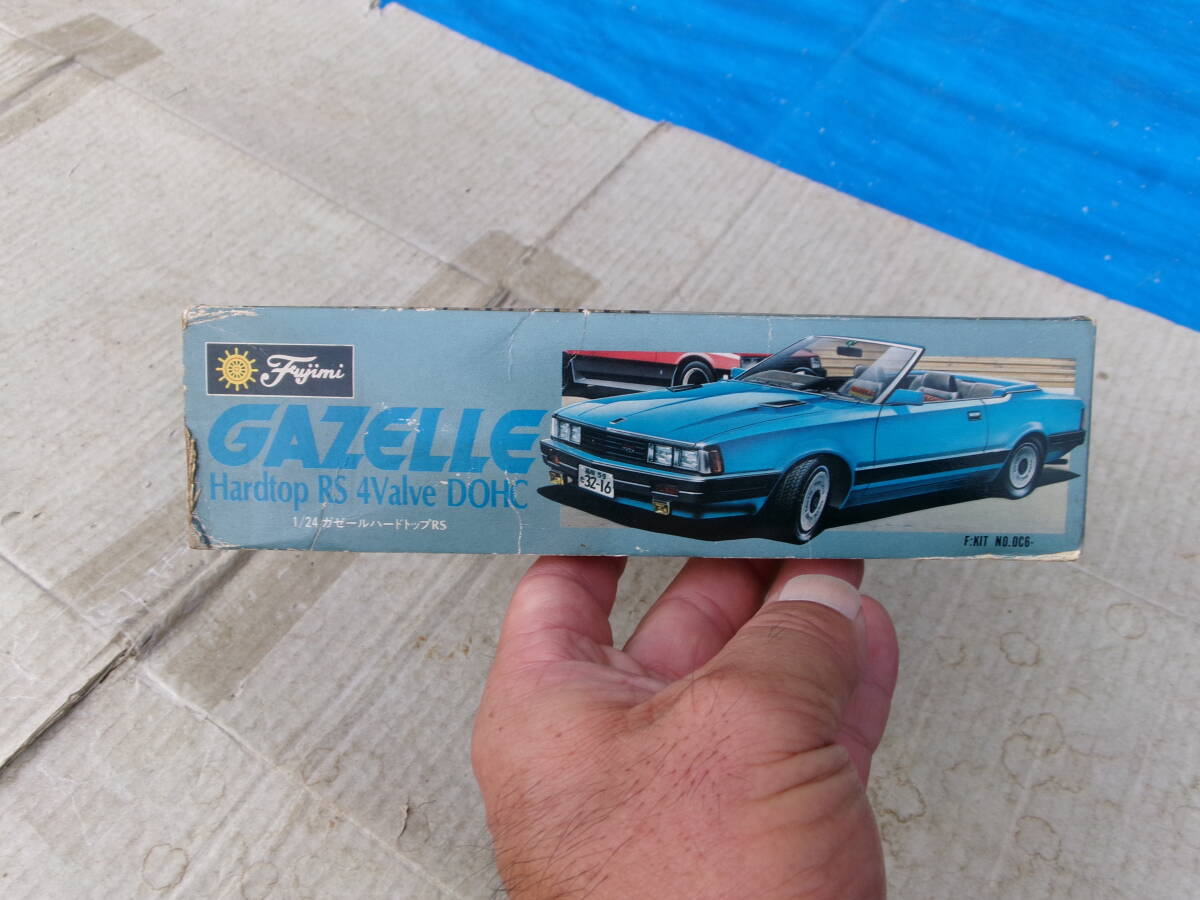 Fujimi
GAZELLE
Hardtop RS 4Valve DOHC
1/24 ガゼールハードトップRS
32-16
F:KIT NO.OC6-